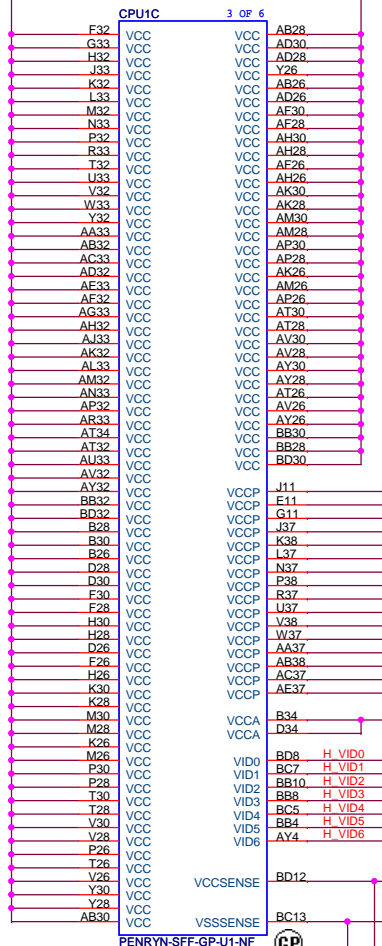 CPU1C 3 OF 6
F32 VCC VCC AB28
G33 VCC VCC AD30
H32 VCC VCC AD28
J33 VCC VCC Y26
K32 VCC VCC AB26
L33 VCC VCC AD26
M32 VCC VCC AF30
N33 VCC VCC AF28
P32 VCC VCC AH30
R33 VCC VCC AH28
T32 VCC VCC AF26
U33 VCC VCC AH26
V32 VCC VCC AK30
W33 VCC VCC AK28
Y32 VCC VCC AM30
AA33 VCC VCC AM28
AB32 VCC VCC AP30
AC33 VCC VCC AP28
AD32 VCC VCC AK26
AE33 VCC VCC AM26
AF32 VCC VCC AP26
AG33 VCC VCC AT30
AH32 VCC VCC AT28
AJ33 VCC VCC AV30
AK32 VCC VCC AV28
AL33 VCC VCC AY30
AM32 VCC VCC AY28
AN33 VCC VCC AT26
AP32 VCC VCC AV26
AR33 VCC VCC AY26
AT34 VCC VCC BB30
AT32 VCC VCC BB28
AU33 VCC VCC BD30
AV32 VCC
AY32 VCC VCCP J11
BB32 VCC VCCP E11
BD32 VCC VCCP G11
B28 VCC VCCP J37
B30 VCC VCCP K38
B26 VCC VCCP L37
D28 VCC VCCP N37
D30 VCC VCCP P38
F30 VCC VCCP R37
F28 VCC VCCP U37
H30 VCC VCCP V38
H28 VCC VCCP W37
D26 VCC VCCP AA37
F26 VCC VCCP AB38
H26 VCC VCCP AC37
K30 VCC VCCP AE37
K28 VCC
M30 VCC VCCA B34
M28 VCC VCCA D34
K26 VCC
M26 VCC VID0 BD8 H_VID0
P30 VCC VID1 BC7 H_VID1
P28 VCC VID2 BB10 H_VID2
T30 VCC VID3 BB8 H_VID3
T28 VCC VID4 BC5 H_VID4
V30 VCC VID5 BB4 H_VID5
V28 VCC VID6 AY4 H_VID6
P26 VCC
T26 VCC
V26 VCC VCCSENSE BD12
Y30 VCC
Y28 VCC
AB30 VCC VSSSENSE BC13
PENRYN-SFF-GP-U1-NF GP